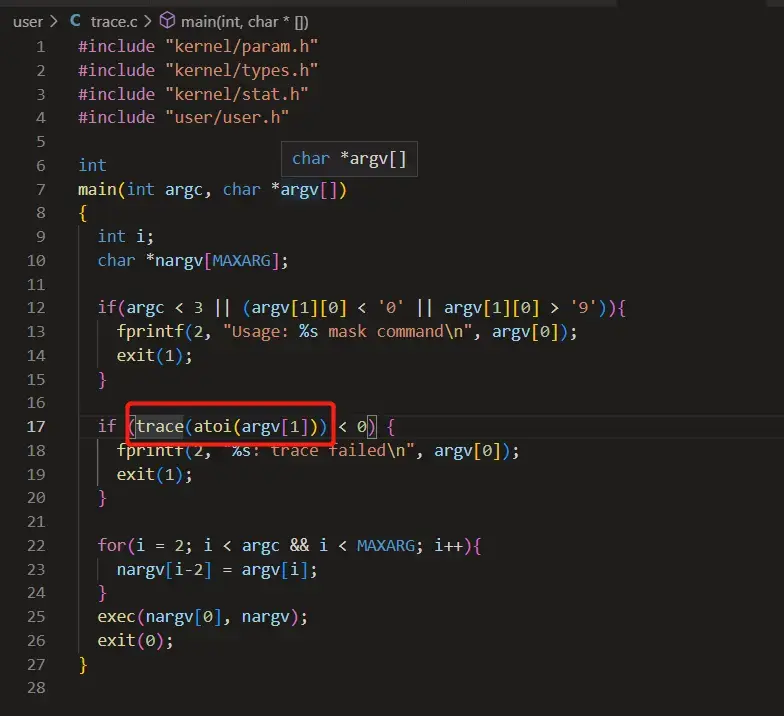 user > C trace.c > main(int, char * [])
1 #include "kernel/param.h"
2 #include "kernel/types.h"
3 #include "kernel/stat.h"
4 #include "user/user.h"
5
char *argv[]
6 int
7 main(int argc, char *argv[])
8 {
9   int i;
10   char *nargv[MAXARG];
11
12   if(argc < 3 || (argv[1][0] < '0' || argv[1][0] > '9')){
13     fprintf(2, "Usage: %s mask command\n", argv[0]);
14     exit(1);
15   }
16
17   if (trace(atoi(argv[1])) < 0) {
18     fprintf(2, "%s: trace failed\n", argv[0]);
19     exit(1);
20   }
21
22   for(i = 2; i < argc && i < MAXARG; i++){
23     nargv[i-2] = argv[i];
24   }
25   exec(nargv[0], nargv);
26   exit(0);
27 }
28